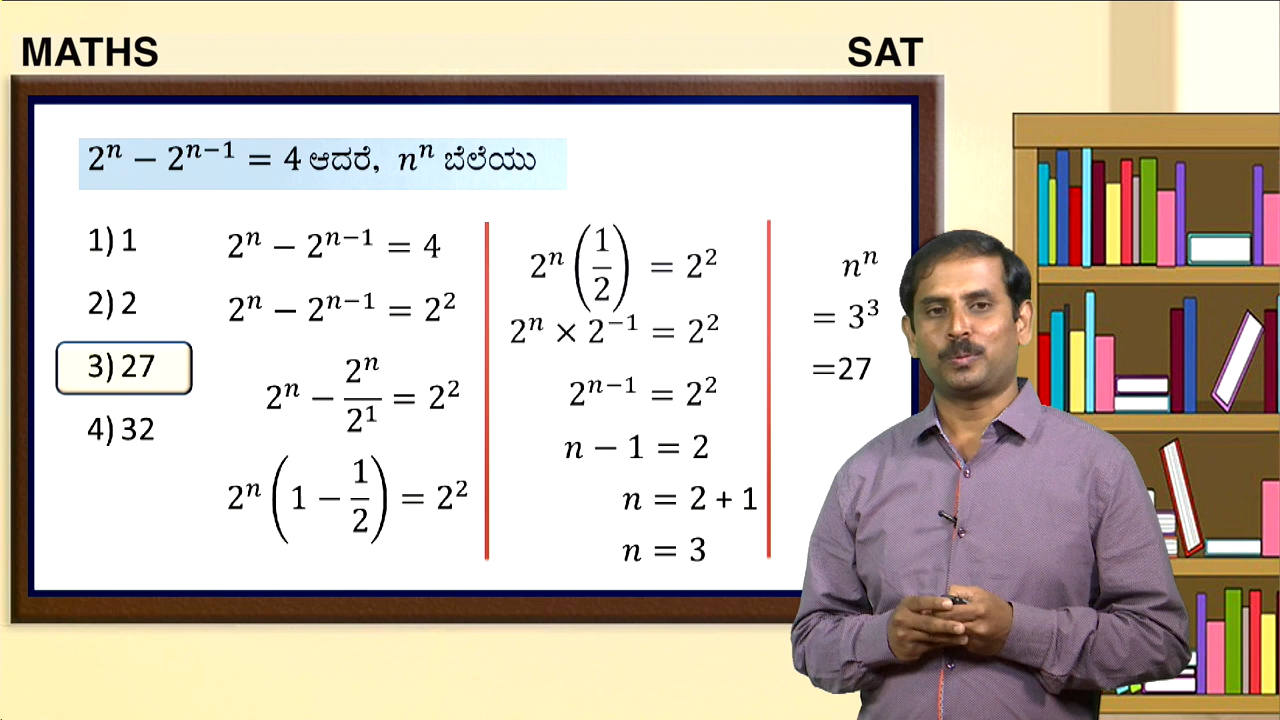 MATHS
SAT
2ⁿ − 2ⁿ⁻¹ = 4 ಆದರೆ, nⁿ ಬೆಲೆಯು
1) 1
2) 2
3) 27
4) 32
2ⁿ − 2ⁿ⁻¹ = 4
2ⁿ − 2ⁿ⁻¹ = 2²
2ⁿ − 2ⁿ/2¹ = 2²
2ⁿ (1 − 1/2) = 2²
2ⁿ (1/2) = 2²
2ⁿ × 2⁻¹ = 2²
2ⁿ⁻¹ = 2²
n − 1 = 2
n = 2 + 1
n = 3
nⁿ
= 3³
=27